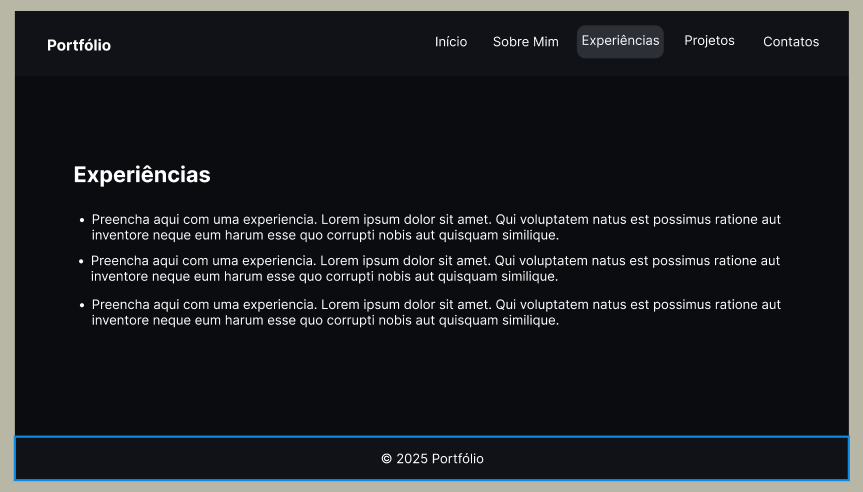 Portfólio
Início Sobre Mim Experiências Projetos Contatos
Experiências
• Preencha aqui com uma experiencia. Lorem ipsum dolor sit amet. Qui voluptatem natus est possimus ratione aut
inventore neque eum harum esse quo corrupti nobis aut quisquam similique.
• Preencha aqui com uma experiencia. Lorem ipsum dolor sit amet. Qui voluptatem natus est possimus ratione aut
inventore neque eum harum esse quo corrupti nobis aut quisquam similique.
• Preencha aqui com uma experiencia. Lorem ipsum dolor sit amet. Qui voluptatem natus est possimus ratione aut
inventore neque eum harum esse quo corrupti nobis aut quisquam similique.
© 2025 Portfólio